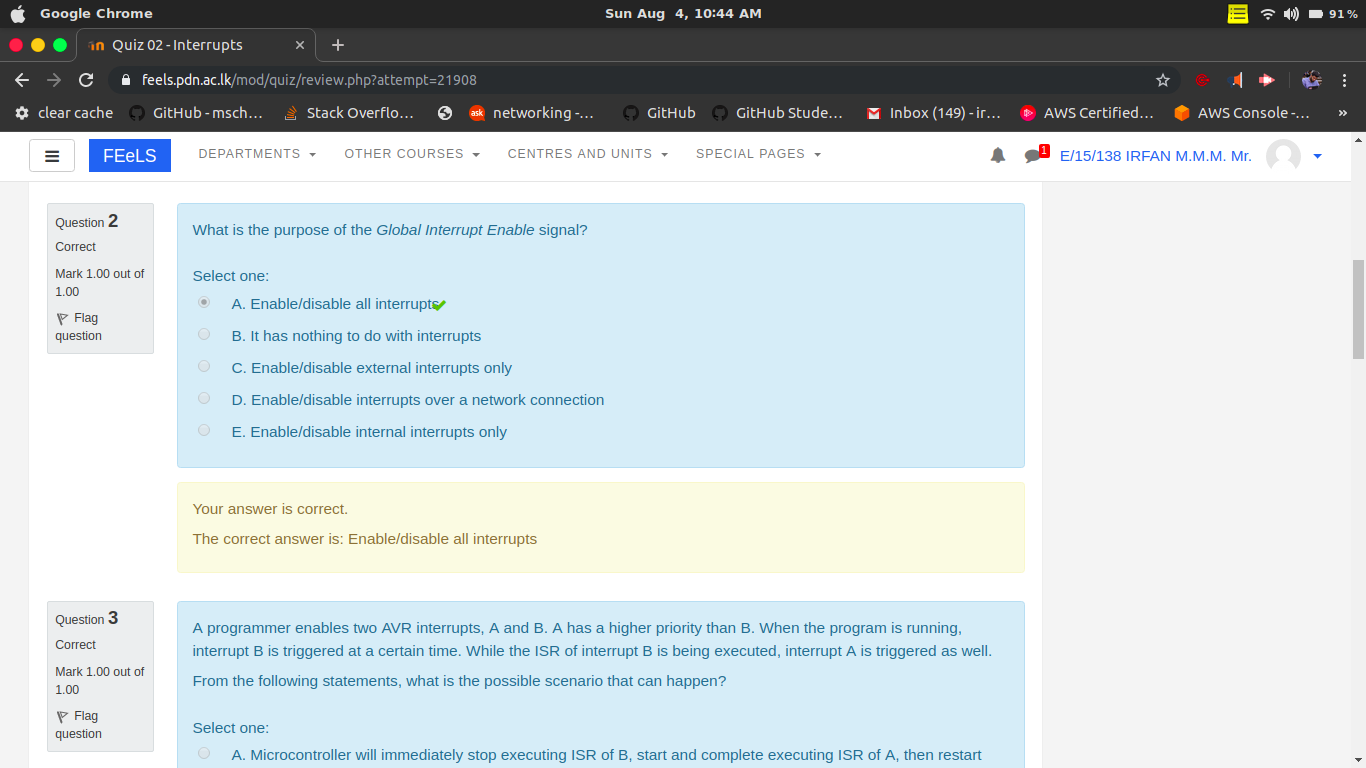 Google Chrome
Sun Aug 4, 10:44 AM
91 %
Quiz 02 - Interrupts
feels.pdn.ac.lk/mod/quiz/review.php?attempt=21908
clear cache
GitHub - msch...
Stack Overflo...
ask
networking -...
GitHub
GitHub Stude...
Inbox (149) - ir...
AWS Certified...
AWS Console -...
»
FEeLS
DEPARTMENTS
OTHER COURSES
CENTRES AND UNITS
SPECIAL PAGES
1
E/15/138 IRFAN M.M.M. Mr.
Question 2
Correct
Mark 1.00 out of
1.00
Flag
question
What is the purpose of the Global Interrupt Enable signal?
Select one:
A. Enable/disable all interrupts
B. It has nothing to do with interrupts
C. Enable/disable external interrupts only
D. Enable/disable interrupts over a network connection
E. Enable/disable internal interrupts only
Your answer is correct.
The correct answer is: Enable/disable all interrupts
Question 3
Correct
Mark 1.00 out of
1.00
Flag
question
A programmer enables two AVR interrupts, A and B. A has a higher priority than B. When the program is running,
interrupt B is triggered at a certain time. While the ISR of interrupt B is being executed, interrupt A is triggered as well.
From the following statements, what is the possible scenario that can happen?
Select one:
A. Microcontroller will immediately stop executing ISR of B, start and complete executing ISR of A, then restart